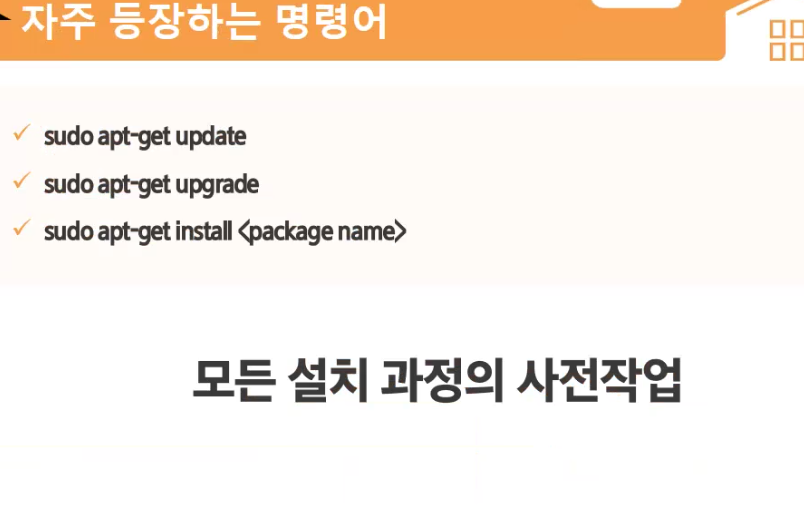 자주 등장하는 명령어
sudo apt-get update
sudo apt-get upgrade
sudo apt-get install <package name>
모든 설치 과정의 사전작업